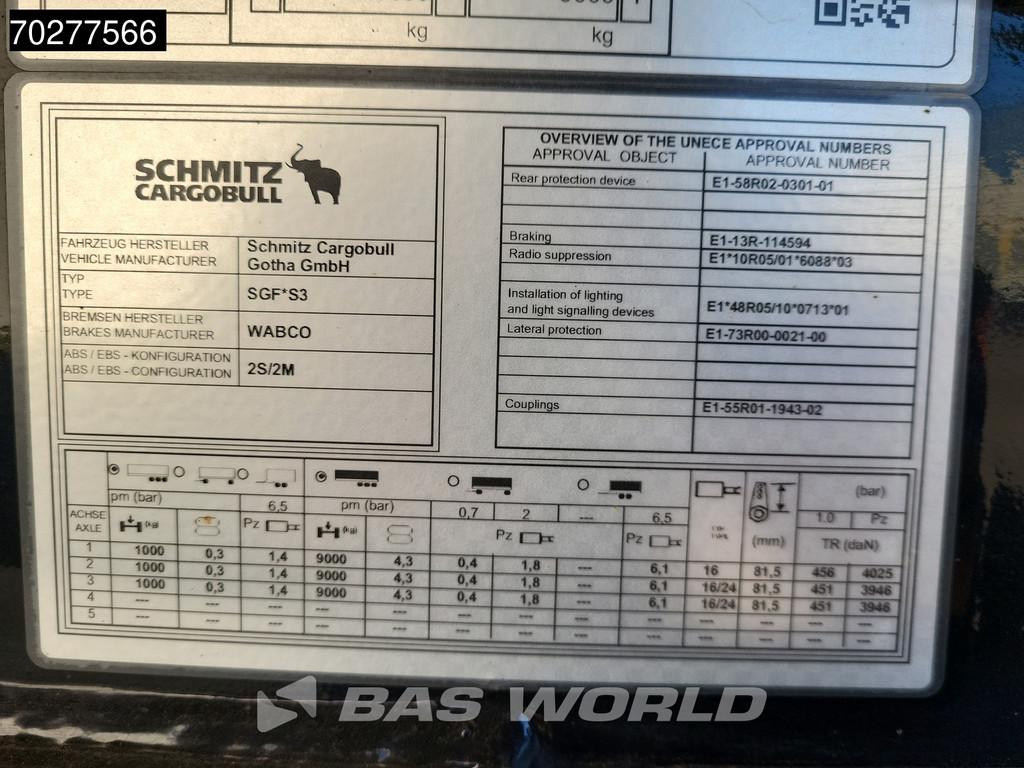 70277566
kg
kg
SCHMITZ
CARGOBULL
FAHRZEUG HERSTELLER
VEHICLE MANUFACTURER
Schmitz Cargobull
Gotha GmbH
TYP
TYPE
SGF*S3
BREMSEN HERSTELLER
BRAKES MANUFACTURER
WABCO
ABS / EBS - KONFIGURATION
ABS / EBS - CONFIGURATION
2S/2M
OVERVIEW OF THE UNECE APPROVAL NUMBERS
APPROVAL OBJECT APPROVAL NUMBER
Rear protection device E1-58R02-0301-01
Braking E1-13R-114594
Radio suppression E1*10R05/01*6088*03
Installation of lighting
and light signalling devices E1*48R05/10*0713*01
Lateral protection E1-73R00-0021-00
Couplings E1-55R01-1943-02
pm (bar) 6,5 pm (bar) 0,7 2 --- 6,5 (bar)
1.0 Pz
ACHSE
AXLE
(kg) Pz (kg) Pz Pz (mm) TR (daN)
1 1000 0,3 1,4 9000 4,3 0,4 1,8 --- 6,1 16 81,5 456 4025
2 1000 0,3 1,4 9000 4,3 0,4 1,8 --- 6,1 16/24 81,5 451 3946
3 1000 0,3 1,4 9000 4,3 0,4 1,8 --- 6,1 16/24 81,5 451 3946
4 --- --- --- --- --- --- --- --- --- --- --- --- ---
5 --- --- --- --- --- --- --- --- --- --- --- --- ---
BAS WORLD